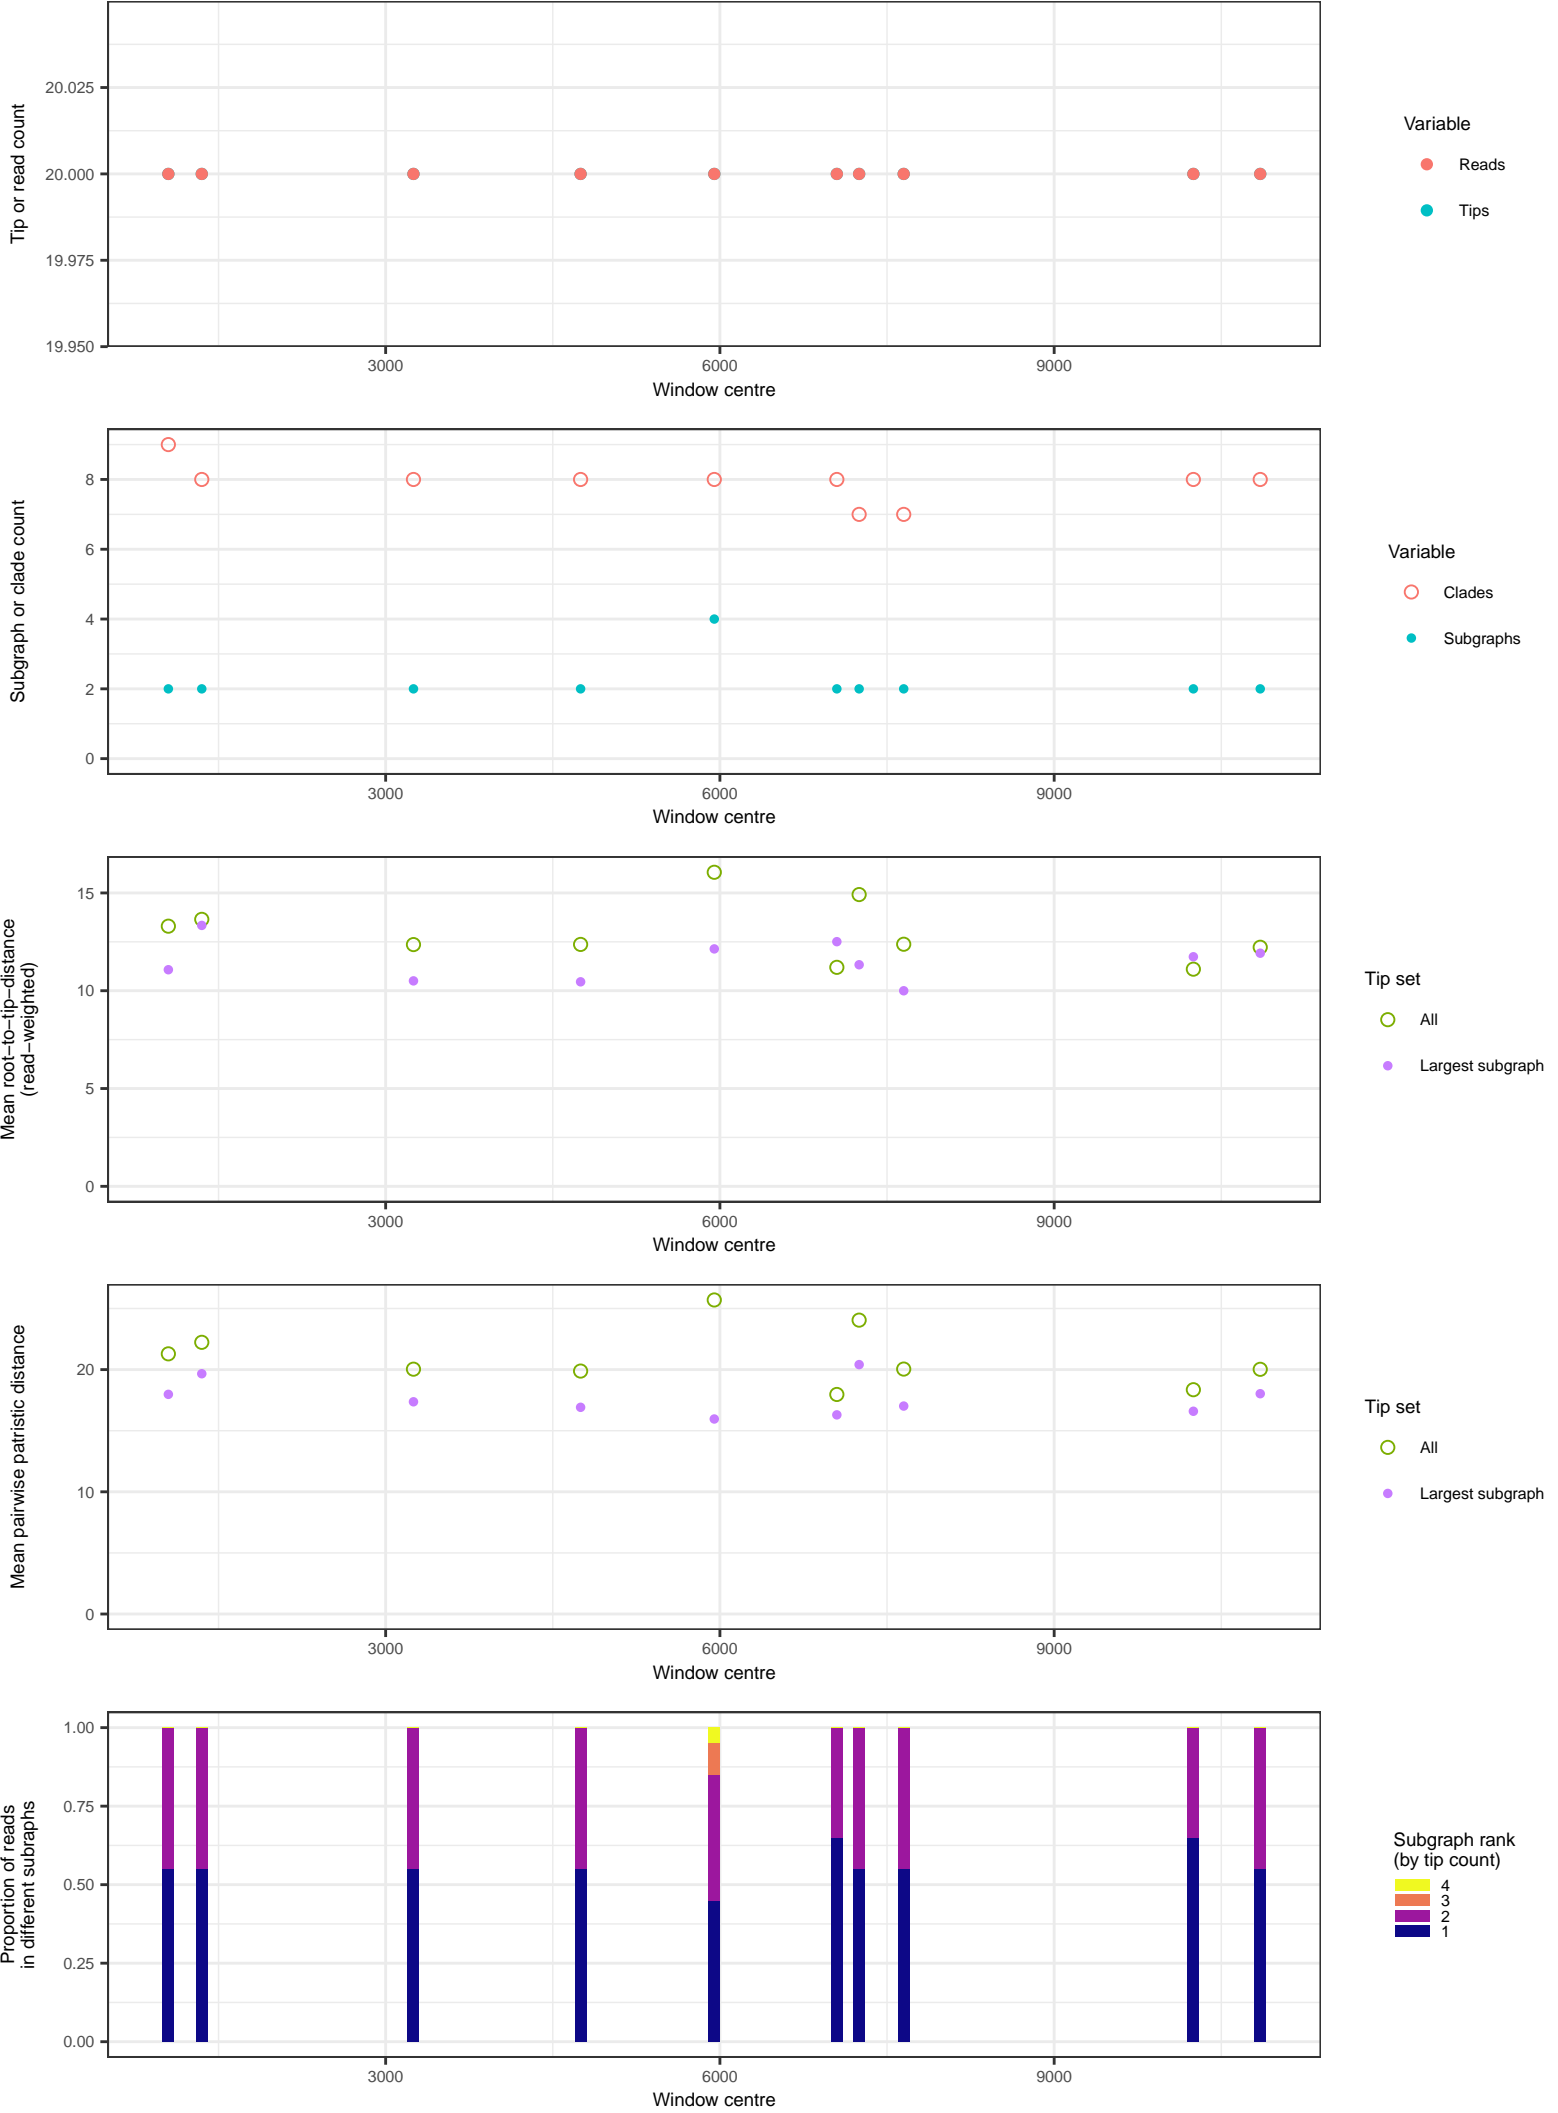 Tip or read count
20.025
20.000
19.975
19.950
3000 6000 9000
Window centre
Variable
Reads
Tips
Subgraph or clade count
8
6
4
2
0
3000 6000 9000
Window centre
Variable
Clades
Subgraphs
Mean root−to−tip−distance
(read−weighted)
15
10
5
0
3000 6000 9000
Window centre
Tip set
All
Largest subgraph
Mean pairwise patristic distance
20
10
0
3000 6000 9000
Window centre
Tip set
All
Largest subgraph
Proportion of reads
in different subraphs
1.00
0.75
0.50
0.25
0.00
3000 6000 9000
Window centre
Subgraph rank
(by tip count)
4
3
2
1